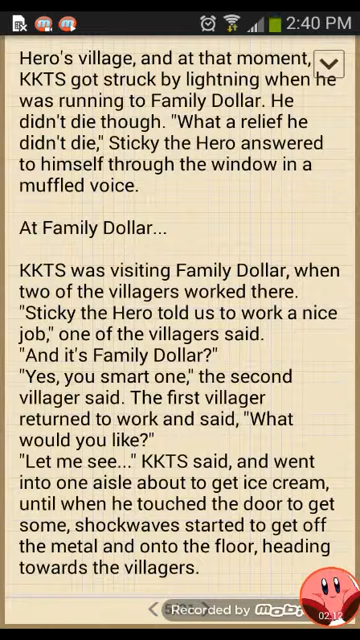 2:40 PM
Hero's village, and at that moment,
KKTS got struck by lightning when he
was running to Family Dollar. He
didn't die though. "What a relief he
didn't die," Sticky the Hero answered
to himself through the window in a
muffled voice.
At Family Dollar...
KKTS was visiting Family Dollar, when
two of the villagers worked there.
"Sticky the Hero told us to work a nice
job," one of the villagers said.
"And it's Family Dollar?"
"Yes, you smart one," the second
villager said. The first villager
returned to work and said, "What
would you like?"
"Let me see..." KKTS said, and went
into one aisle about to get ice cream,
until when he touched the door to get
some, shockwaves started to get off
the metal and onto the floor, heading
towards the villagers.
Recorded by
02:12